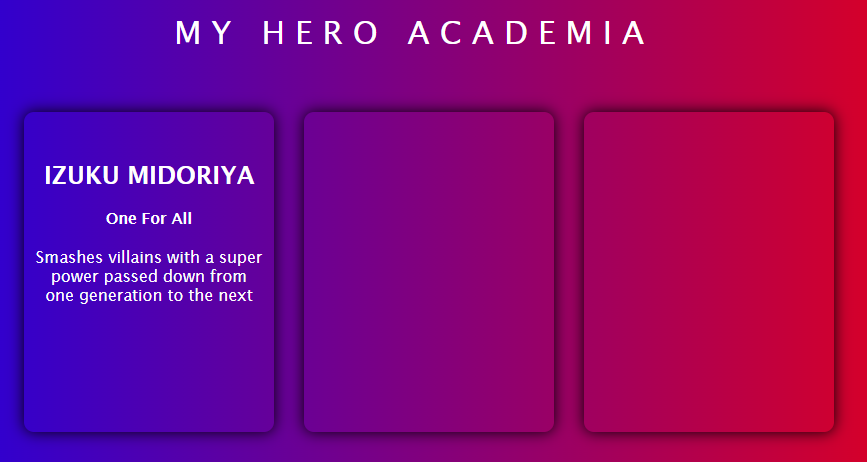 MY HERO ACADEMIA
IZUKU MIDORIYA
One For All
Smashes villains with a super
power passed down from
one generation to the next